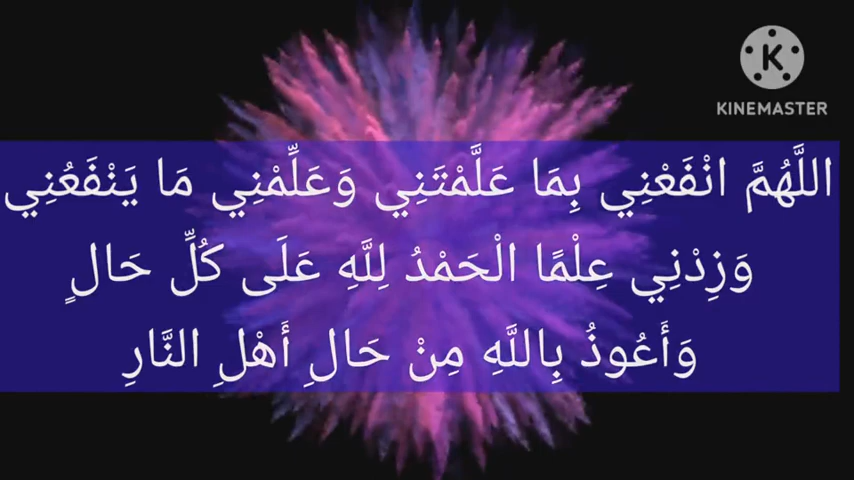 KINEMASTER
اللَّهُمَّ انْفَعْنِي بِمَا عَلَّمْتَنِي وَعَلِّمْنِي مَا يَنْفَعُنِي
وَزِدْنِي عِلْمًا الْحَمْدُ لِلَّهِ عَلَى كُلِّ حَالٍ
وَأَعُوذُ بِاللَّهِ مِنْ حَالِ أَهْلِ النَّارِ